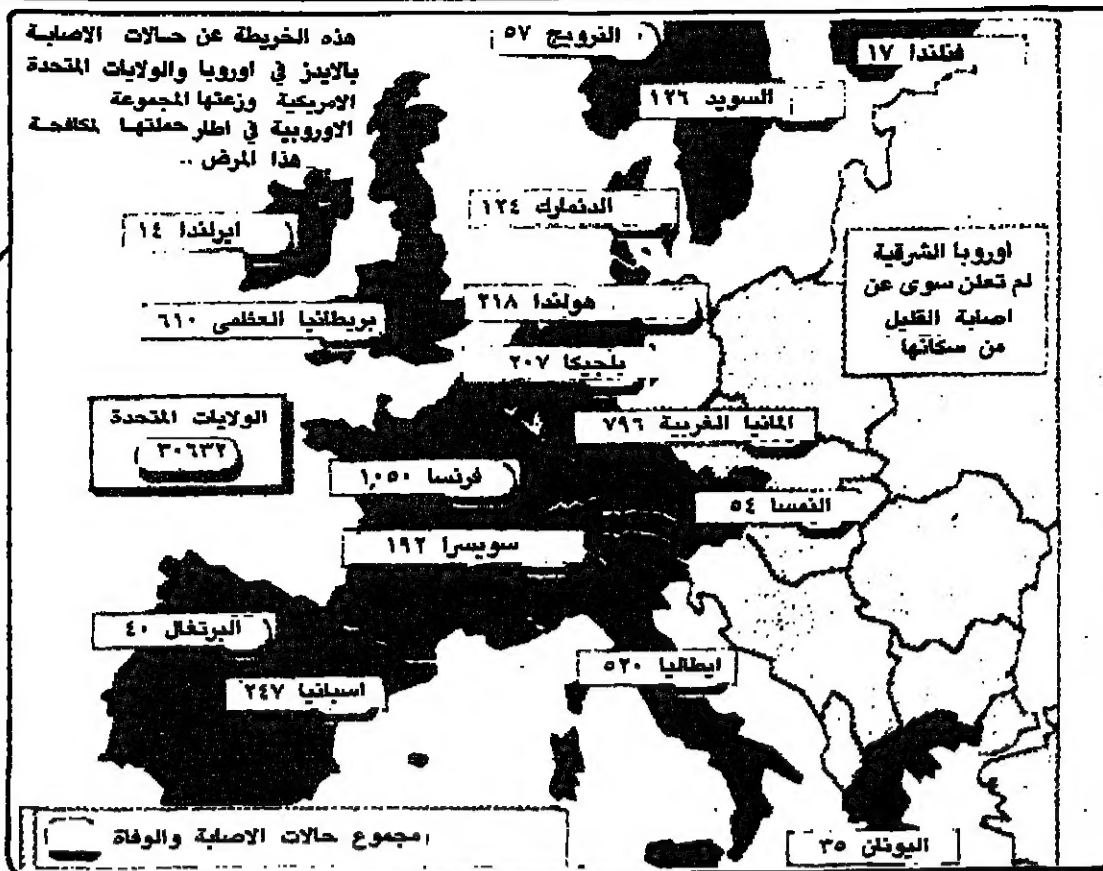 هذه الخريطة عن حالات الاصابة
بالايدز في اوروبا والولايات المتحدة
الامريكية وزعتها المجموعة
الاوروبية في اطار حملتها لمكافحة
هذا المرض ..
النرويج ٥٧
فنلندا ١٧
السويد ١٢٦
الدنمارك ١٢٤
ايرلندا ١٤
اوروبا الشرقية
لم تعلن سوى عن
اصابة القليل
من سكانها
هولندا ٢١٨
بريطانيا العظمى ٦١٠
بلجيكا ٢٠٧
الولايات المتحدة
٣٠٦٣٢
المانيا الغربية ٧٩٦
فرنسا ١,٠٥٠
النمسا ٥٤
سويسرا ١٩٢
البرتغال ٤٠
ايطاليا ٥٢٠
اسبانيا ٢٤٧
مجموع حالات الاصابة والوفاة
اليونان ٣٥